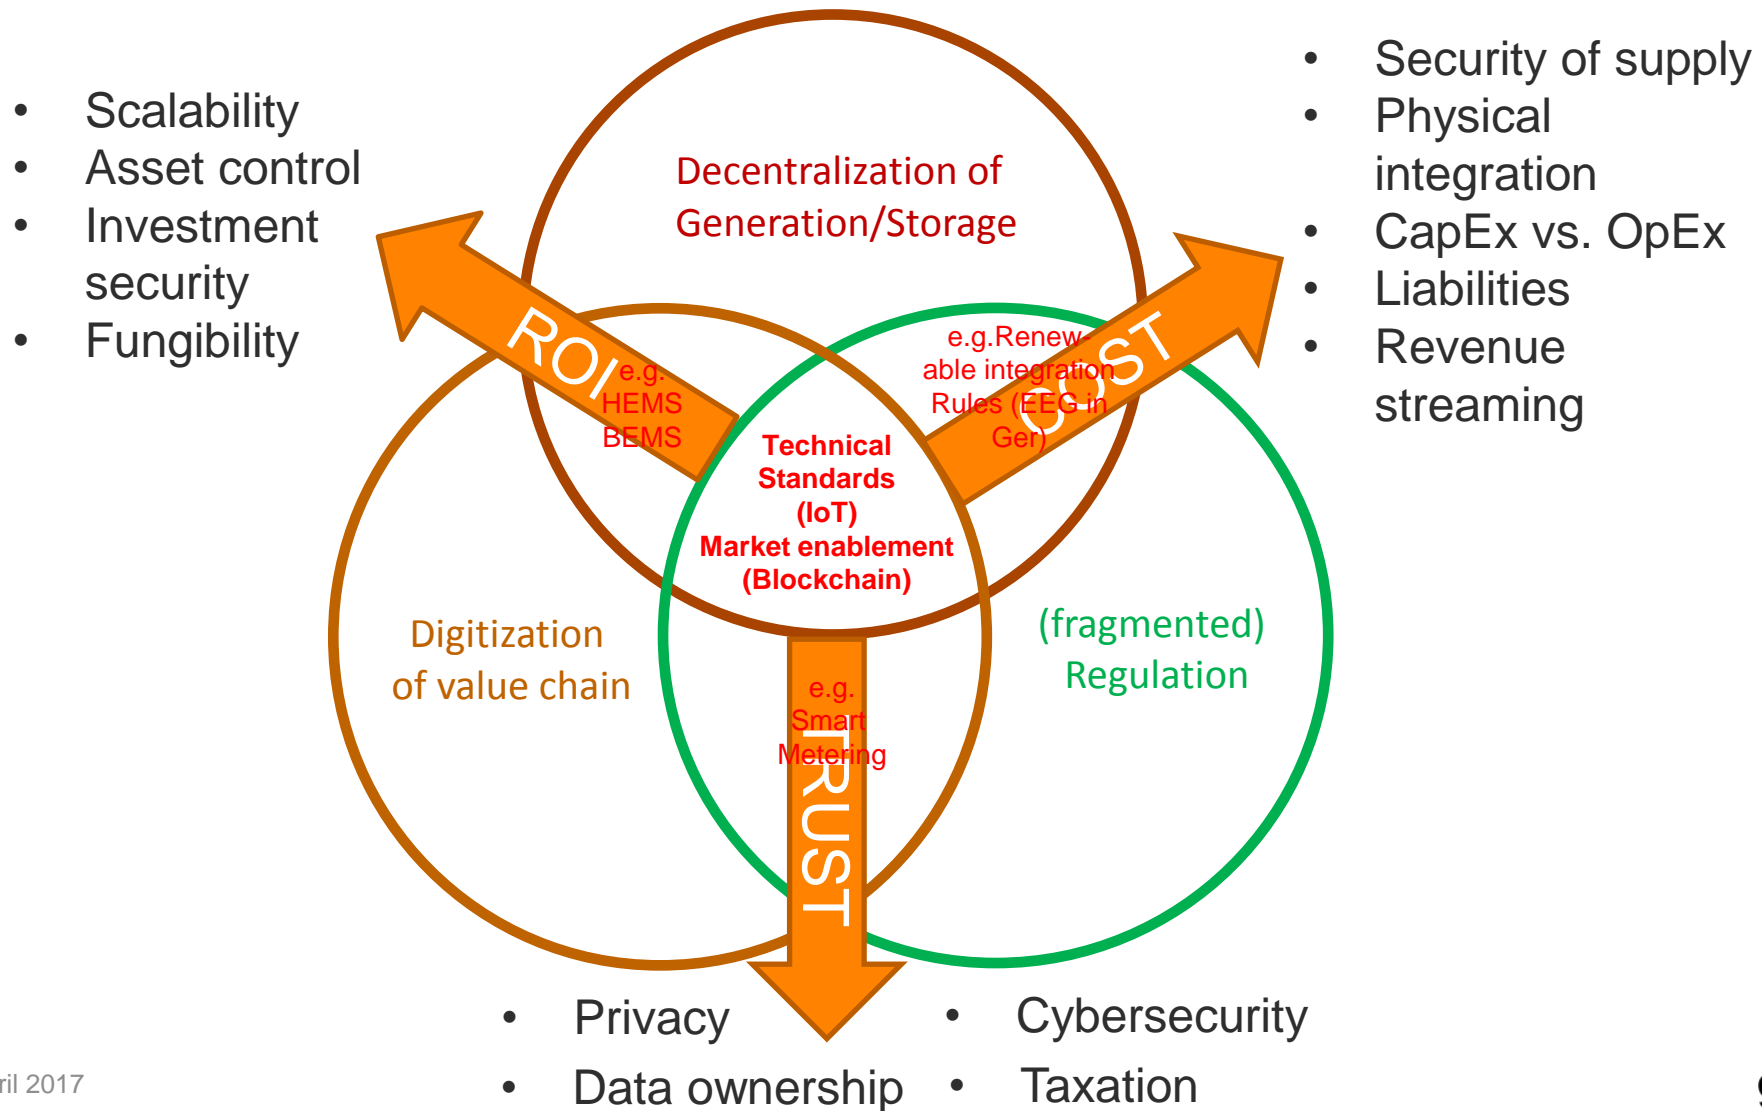 • Scalability
• Asset control
• Investment
security
• Fungibility
Decentralization of
Generation/Storage
• Security of supply
• Physical
integration
• CapEx vs. OpEx
• Liabilities
• Revenue
streaming
ROI
e.g.
HEMS
BEMS
COST
e.g.Renew-
able integration
Rules (EEG in
Ger)
Technical
Standards
(IoT)
Market enablement
(Blockchain)
Digitization
of value chain
(fragmented)
Regulation
e.g.
Smart
Metering
TRUST
• Privacy
• Data ownership
• Cybersecurity
• Taxation
ril 2017